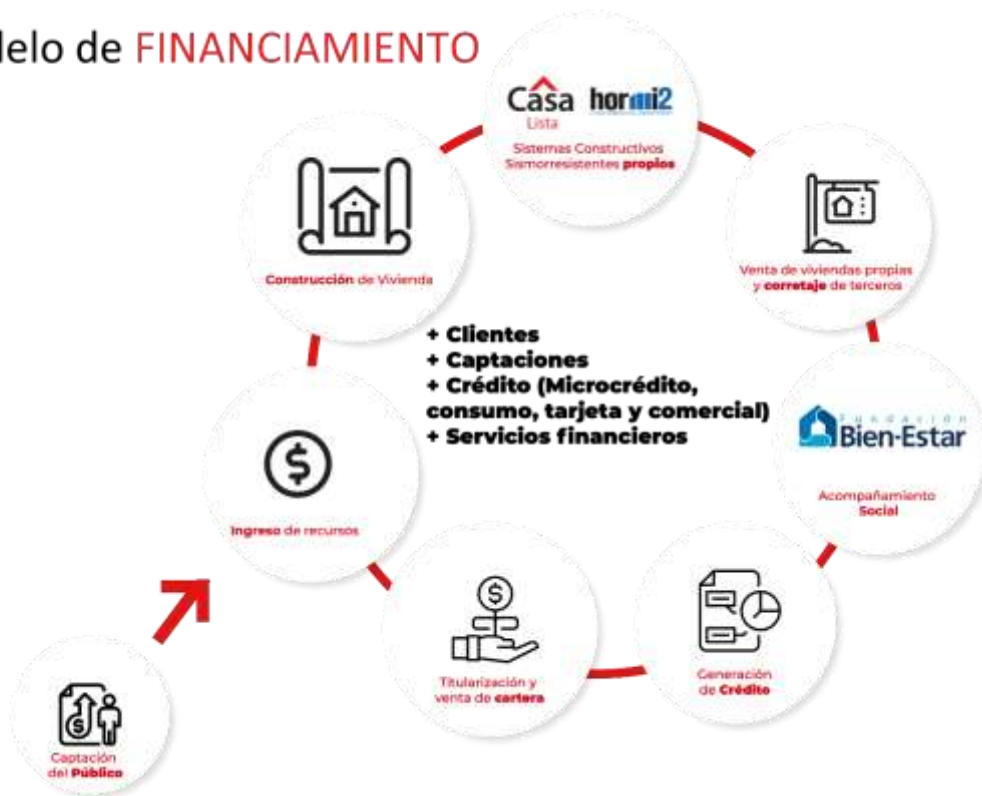 delo de FINANCIAMIENTO
Casa
Lista
hormi2
Sistemas Constructivos
Sismorresistentes propios
Construcción de Vivienda
Venta de viviendas propias
y corretaje de terceros
+ Clientes
+ Captaciones
+ Crédito (Microcrédito,
consumo, tarjeta y comercial)
+ Servicios financieros
Fundación
Bien-Estar
Acompañamiento
Social
Ingreso de recursos
Generación
de Crédito
Titularización y
venta de cartera
Captación
del Público